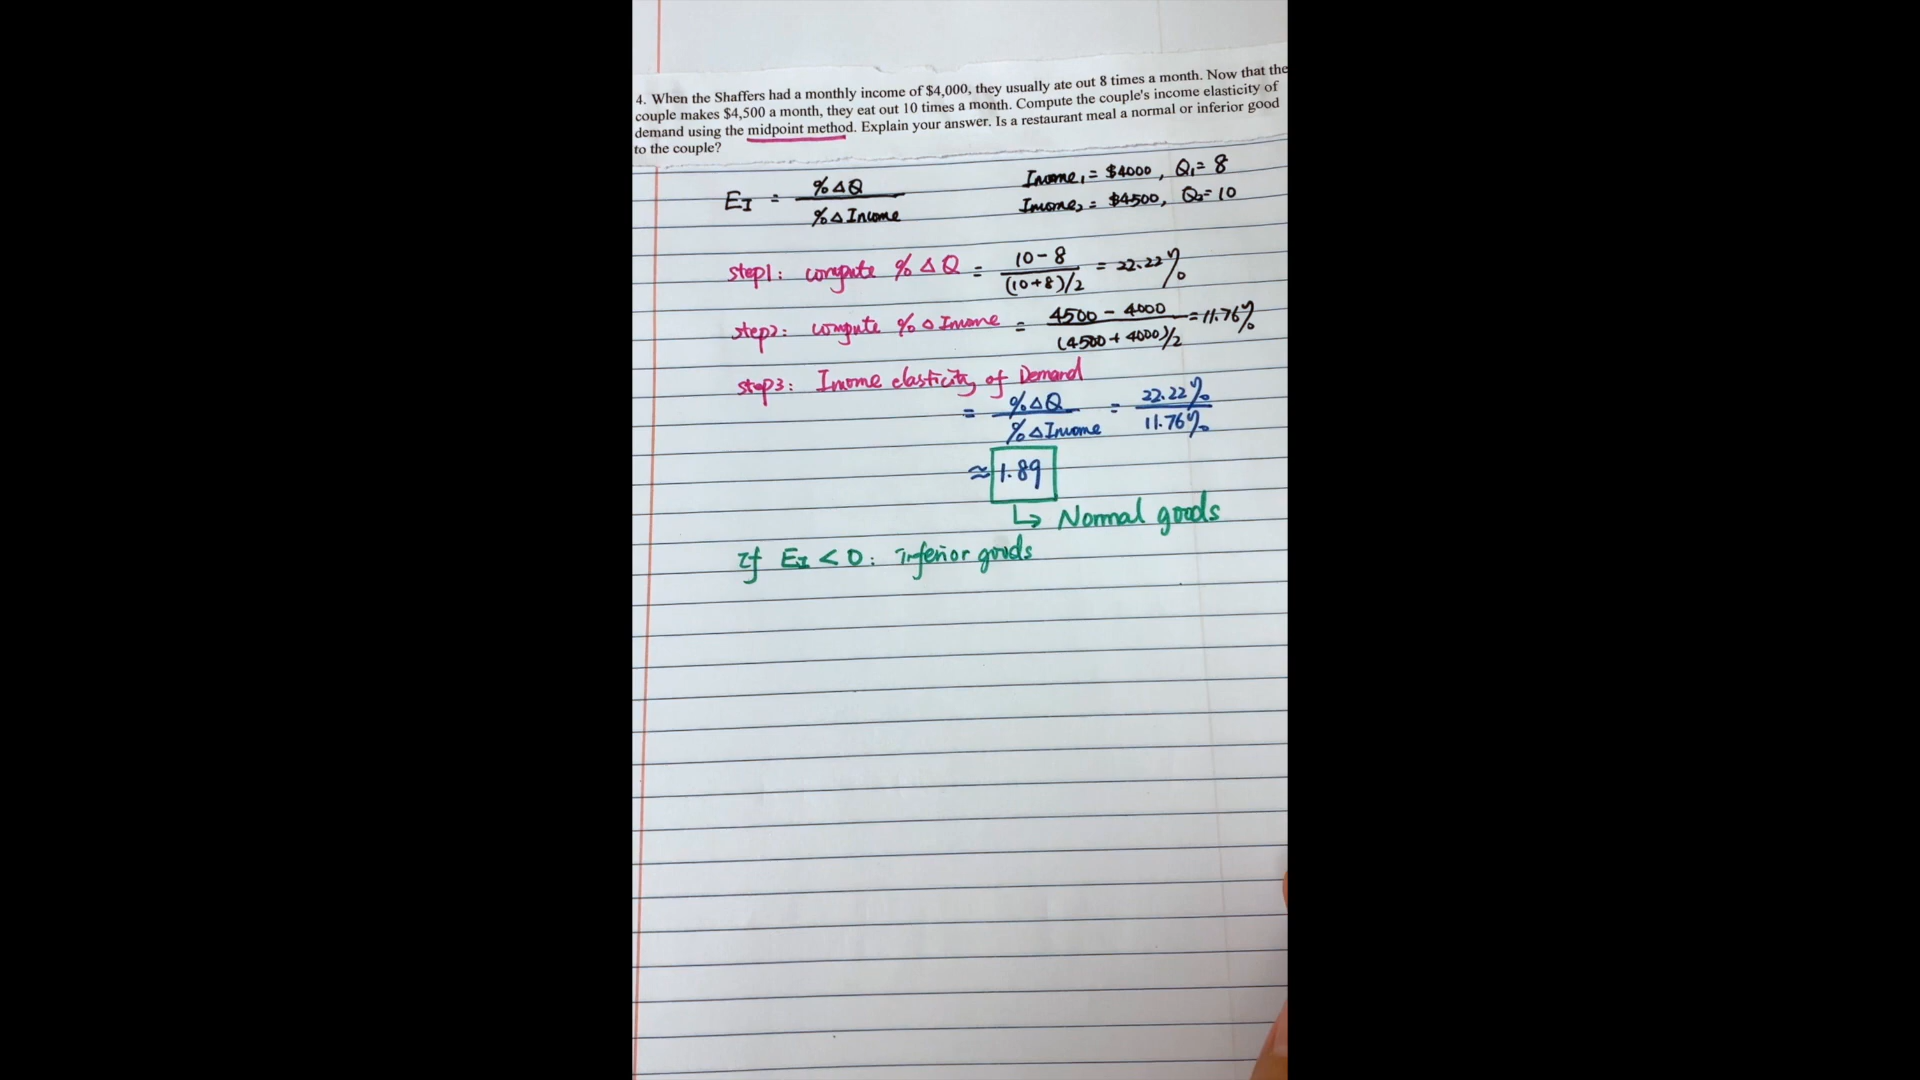 4. When the Shaffers had a monthly income of $4,000, they usually ate out 8 times a month. Now that the
couple makes $4,500 a month, they eat out 10 times a month. Compute the couple's income elasticity of
demand using the midpoint method. Explain your answer. Is a restaurant meal a normal or inferior good
to the couple?
E_I = %ΔQ / %ΔIncome
Income₁ = $4000, Q₁ = 8
Income₂ = $4500, Q₂ = 10
step1: compute %ΔQ = (10-8) / ((10+8)/2) = 22.22%
step2: compute %ΔIncome = (4500 - 4000) / ((4500+4000)/2) = 11.76%
step3: Income elasticity of Demand
= %ΔQ / %ΔIncome = 22.22% / 11.76%
≈ 1.89
↳ Normal goods
If E_I < 0: inferior goods